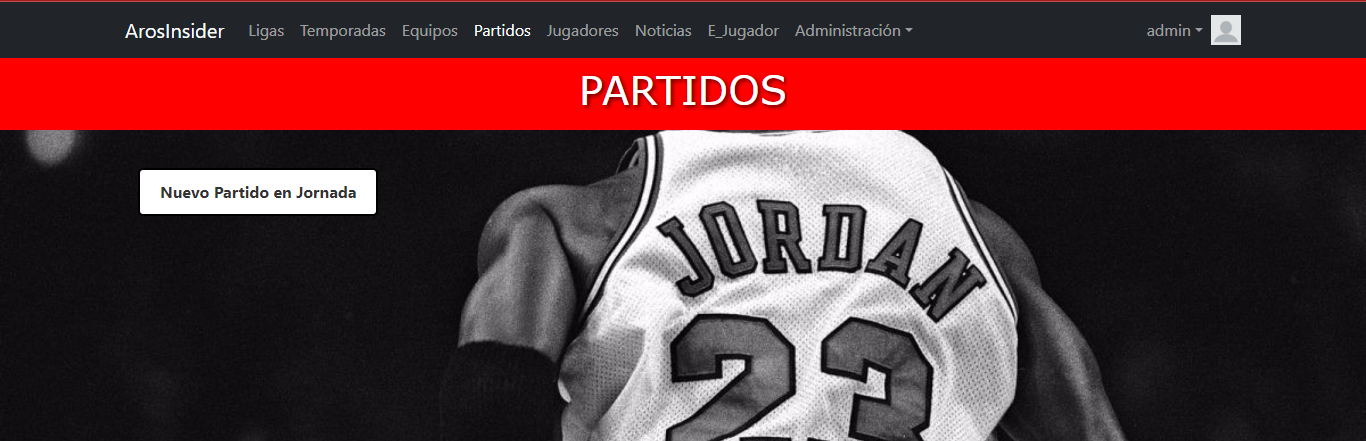 ArosInsider Ligas Temporadas Equipos Partidos Jugadores Noticias E_Jugador Administración admin
PARTIDOS
Nuevo Partido en Jornada
JORDAN
23